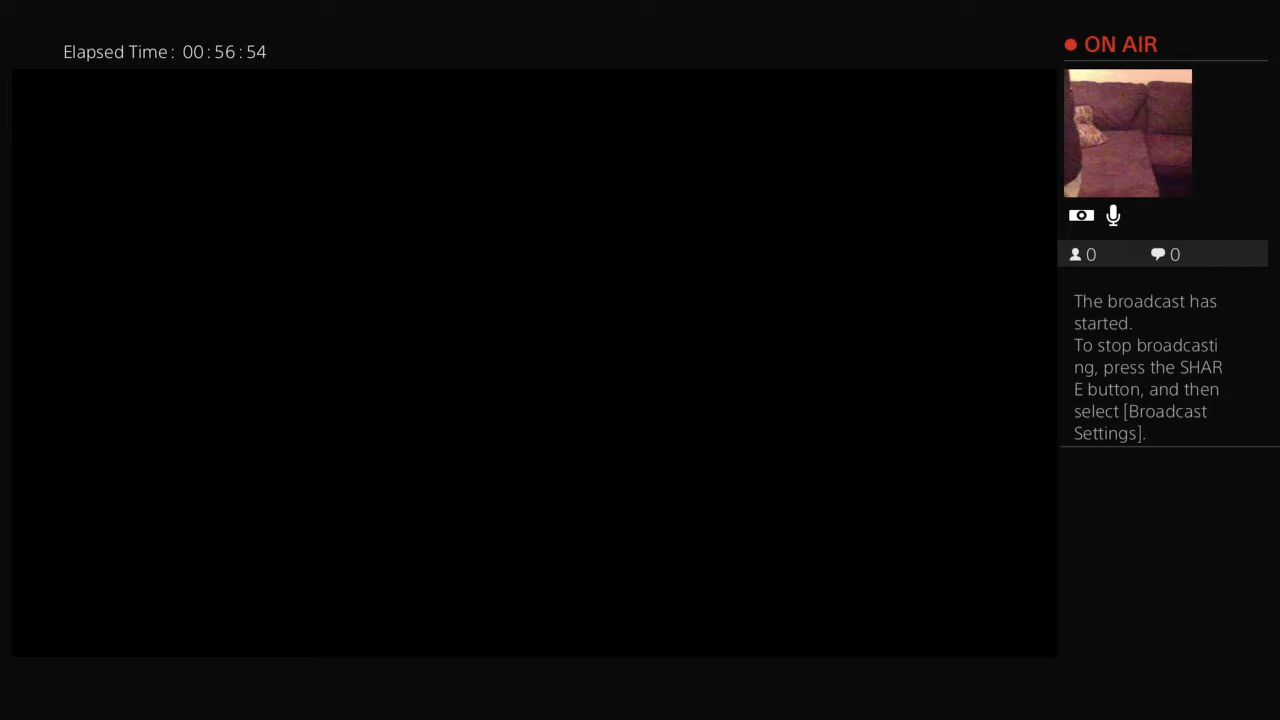 Elapsed Time: 00:56:54
ON AIR
0 0
The broadcast has
started.
To stop broadcasti
ng, press the SHAR
E button, and then
select [Broadcast
Settings].